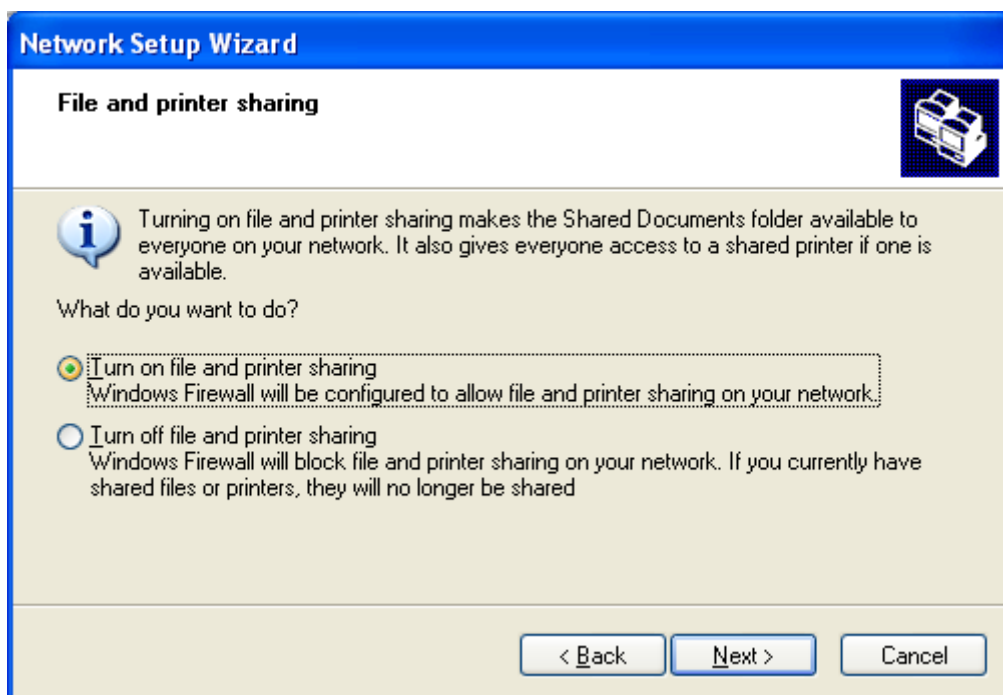 Network Setup Wizard
File and printer sharing
Turning on file and printer sharing makes the Shared Documents folder available to
everyone on your network. It also gives everyone access to a shared printer if one is
available.
What do you want to do?
Turn on file and printer sharing
Windows Firewall will be configured to allow file and printer sharing on your network.
Turn off file and printer sharing
Windows Firewall will block file and printer sharing on your network. If you currently have
shared files or printers, they will no longer be shared
< Back
Next >
Cancel